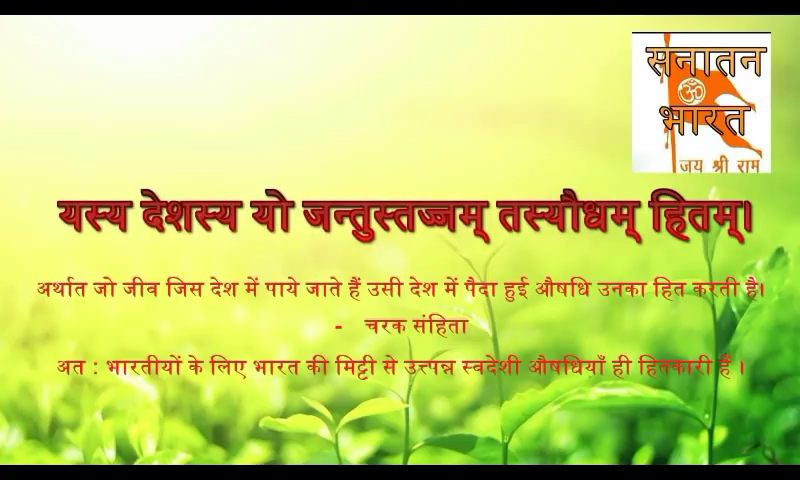 सनातन
भारत
जय श्री राम
यस्य देशस्य यो जन्तुस्तज्जम् तस्यौधम् हितम्।
अर्थात जो जीव जिस देश में पाये जाते हैं उसी देश में पैदा हुई औषधि उनका हित करती है।
- चरक संहिता
अत : भारतीयों के लिए भारत की मिट्टी से उत्त्पन्न स्वदेशी औषधियाँ ही हितकारी हैं ।